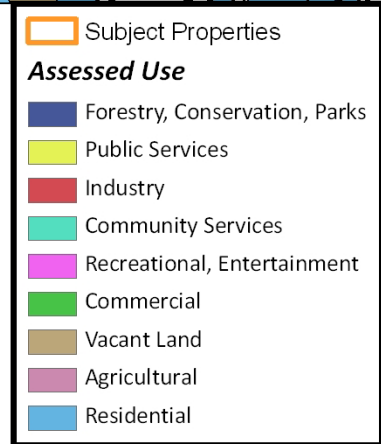 Subject Properties
Assessed Use
Forestry, Conservation, Parks
Public Services
Industry
Community Services
Recreational, Entertainment
Commercial
Vacant Land
Agricultural
Residential